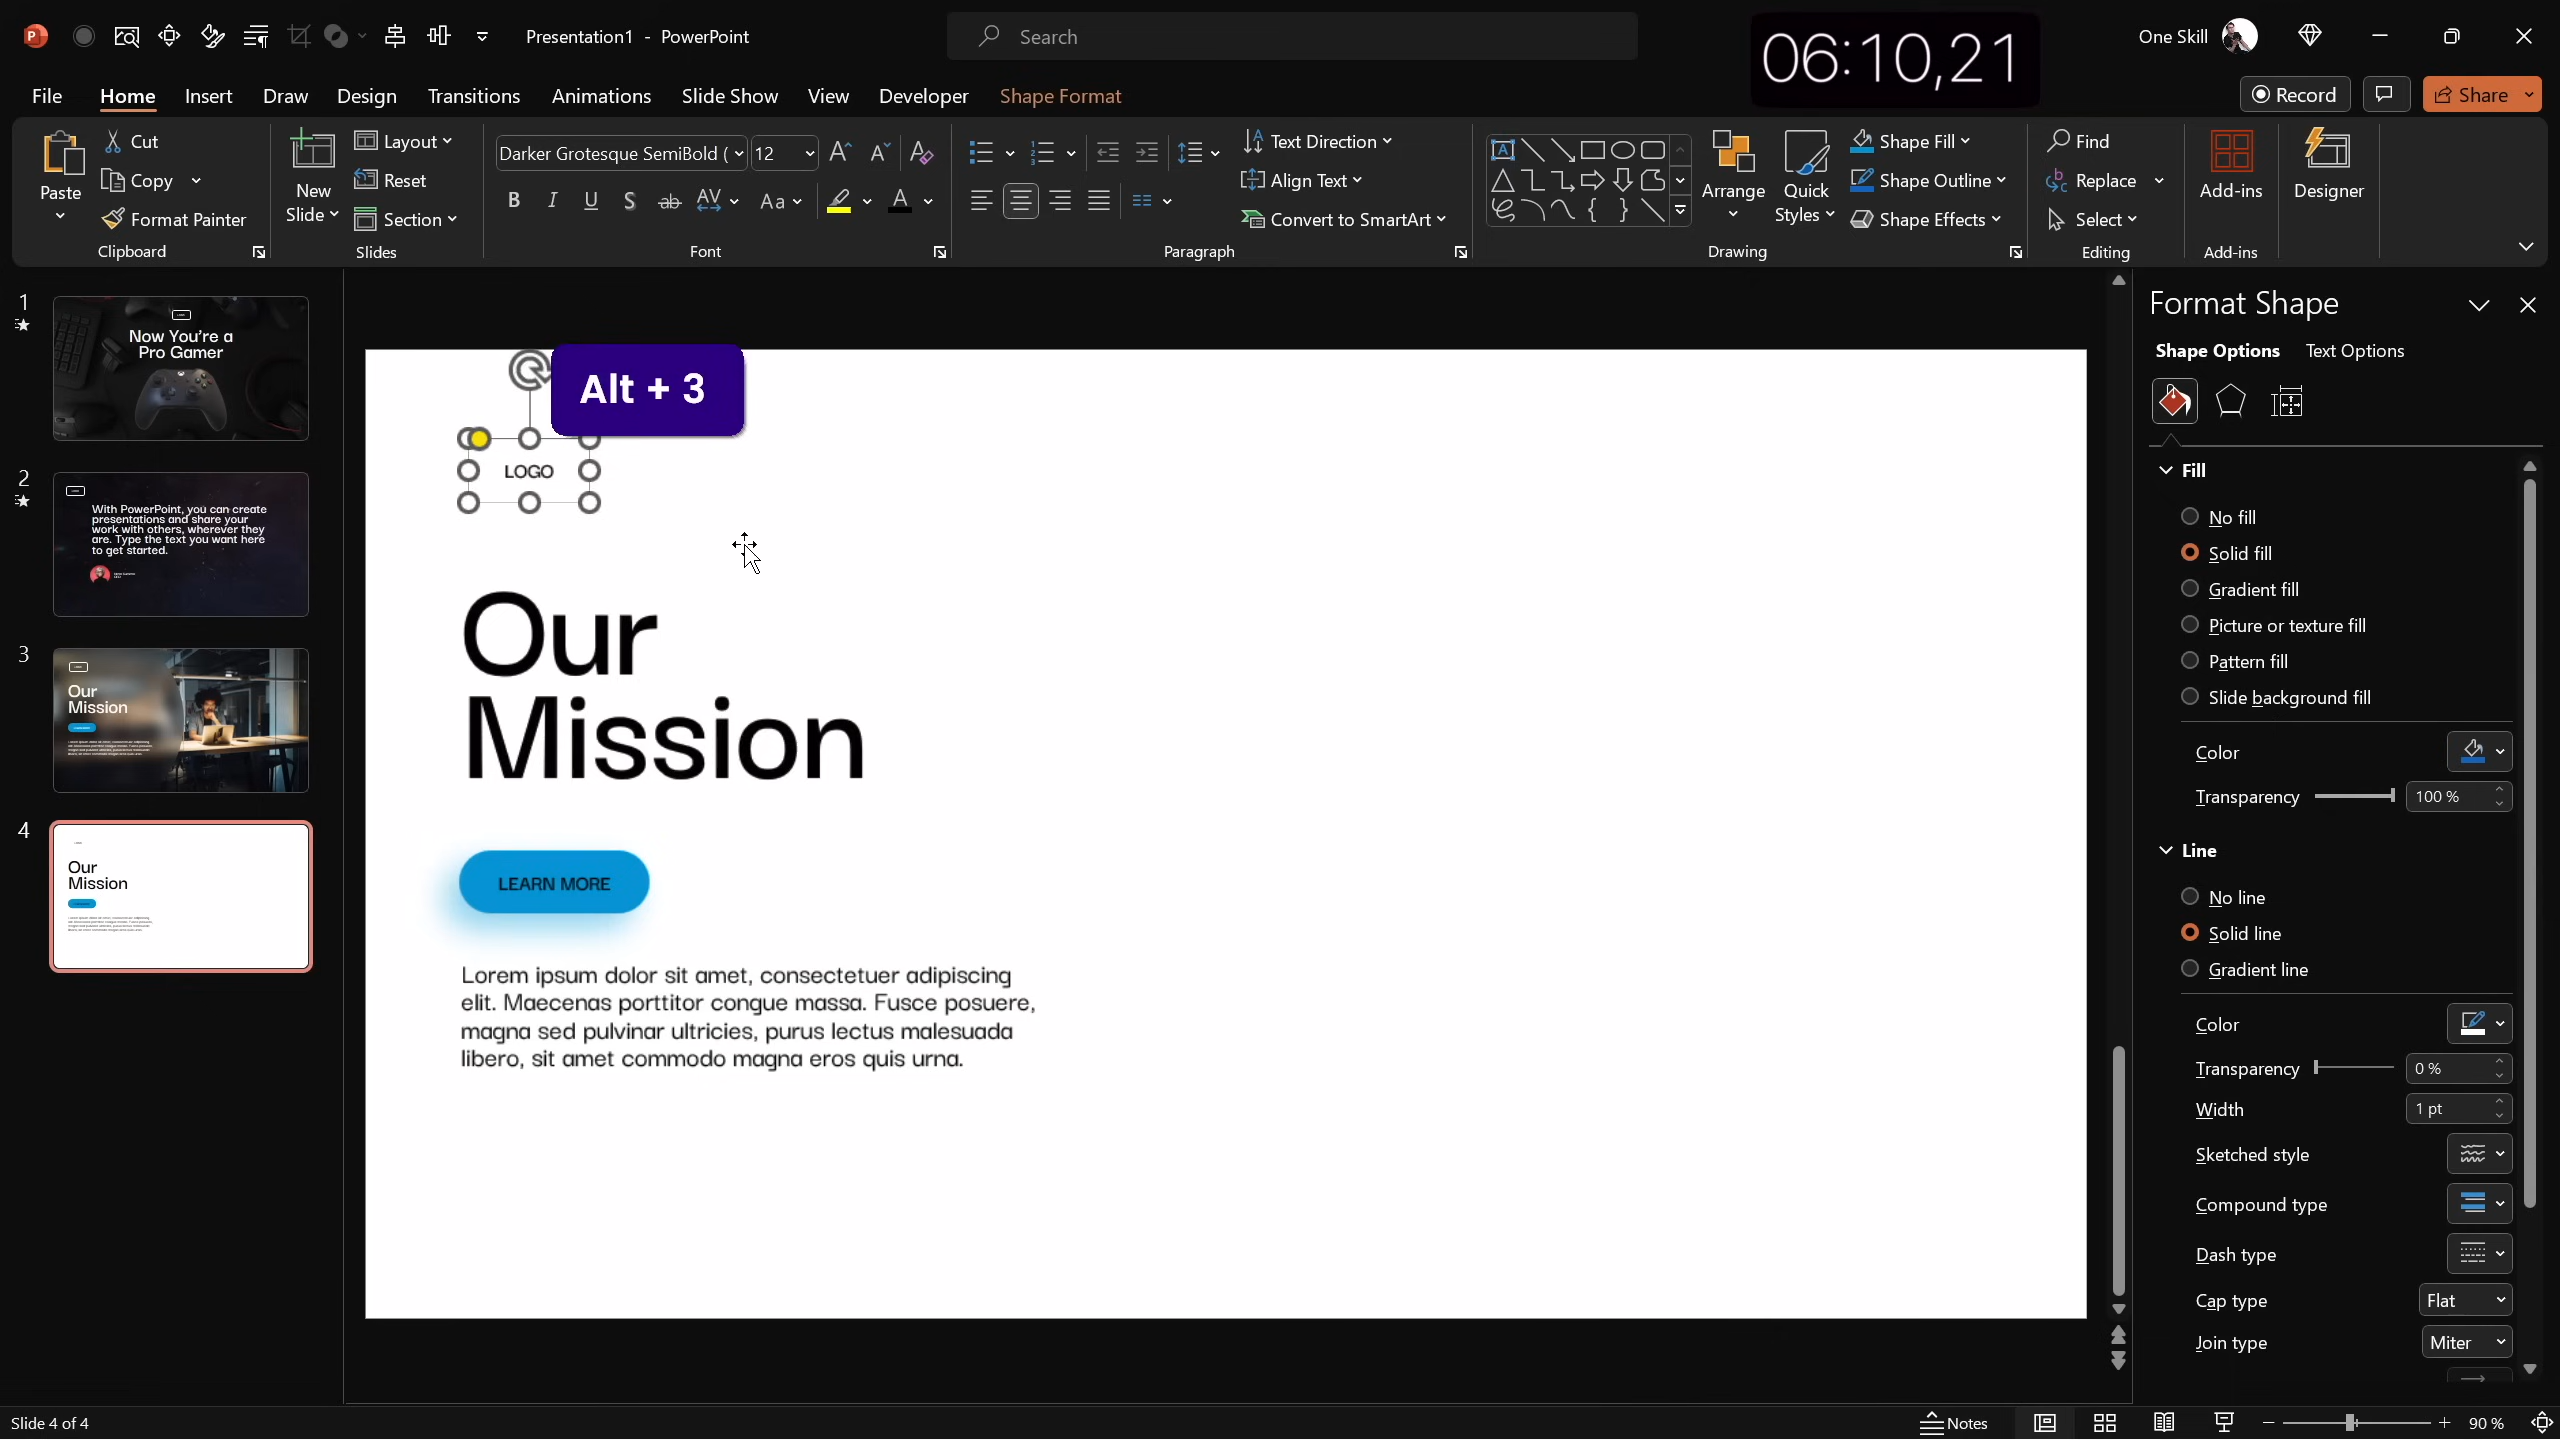 Presentation1 - PowerPoint
Search
06:10,21
One Skill
File
Home
Insert
Draw
Design
Transitions
Animations
Slide Show
View
Developer
Shape Format
Record
Share
Paste
Cut
Copy
Format Painter
Clipboard
New
Slide
Layout
Reset
Section
Slides
Darker Grotesque SemiBold (
12
Font
Paragraph
Text Direction
Align Text
Convert to SmartArt
Arrange
Quick
Styles
Shape Fill
Shape Outline
Shape Effects
Drawing
Find
Replace
Select
Editing
Add-ins
Add-ins
Designer
1
Now You're a
Pro Gamer
2
With PowerPoint, you can create
presentations and share your
work with others, wherever they
are. Type the text you want here
to get started.
3
Our
Mission
4
Our
Mission
Alt + 3
LOGO
Our
Mission
LEARN MORE
Lorem ipsum dolor sit amet, consectetuer adipiscing
elit. Maecenas porttitor congue massa. Fusce posuere,
magna sed pulvinar ultricies, purus lectus malesuada
libero, sit amet commodo magna eros quis urna.
Format Shape
Shape Options
Text Options
Fill
No fill
Solid fill
Gradient fill
Picture or texture fill
Pattern fill
Slide background fill
Color
Transparency
100 %
Line
No line
Solid line
Gradient line
Color
Transparency
0 %
Width
1 pt
Sketched style
Compound type
Dash type
Cap type
Flat
Join type
Miter
Slide 4 of 4
Notes
90 %